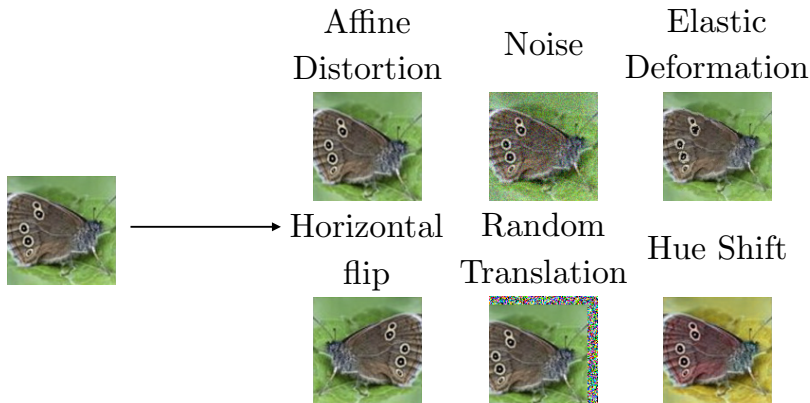 Affine
Distortion
Noise
Elastic
Deformation
Horizontal
flip
Random
Translation
Hue Shift